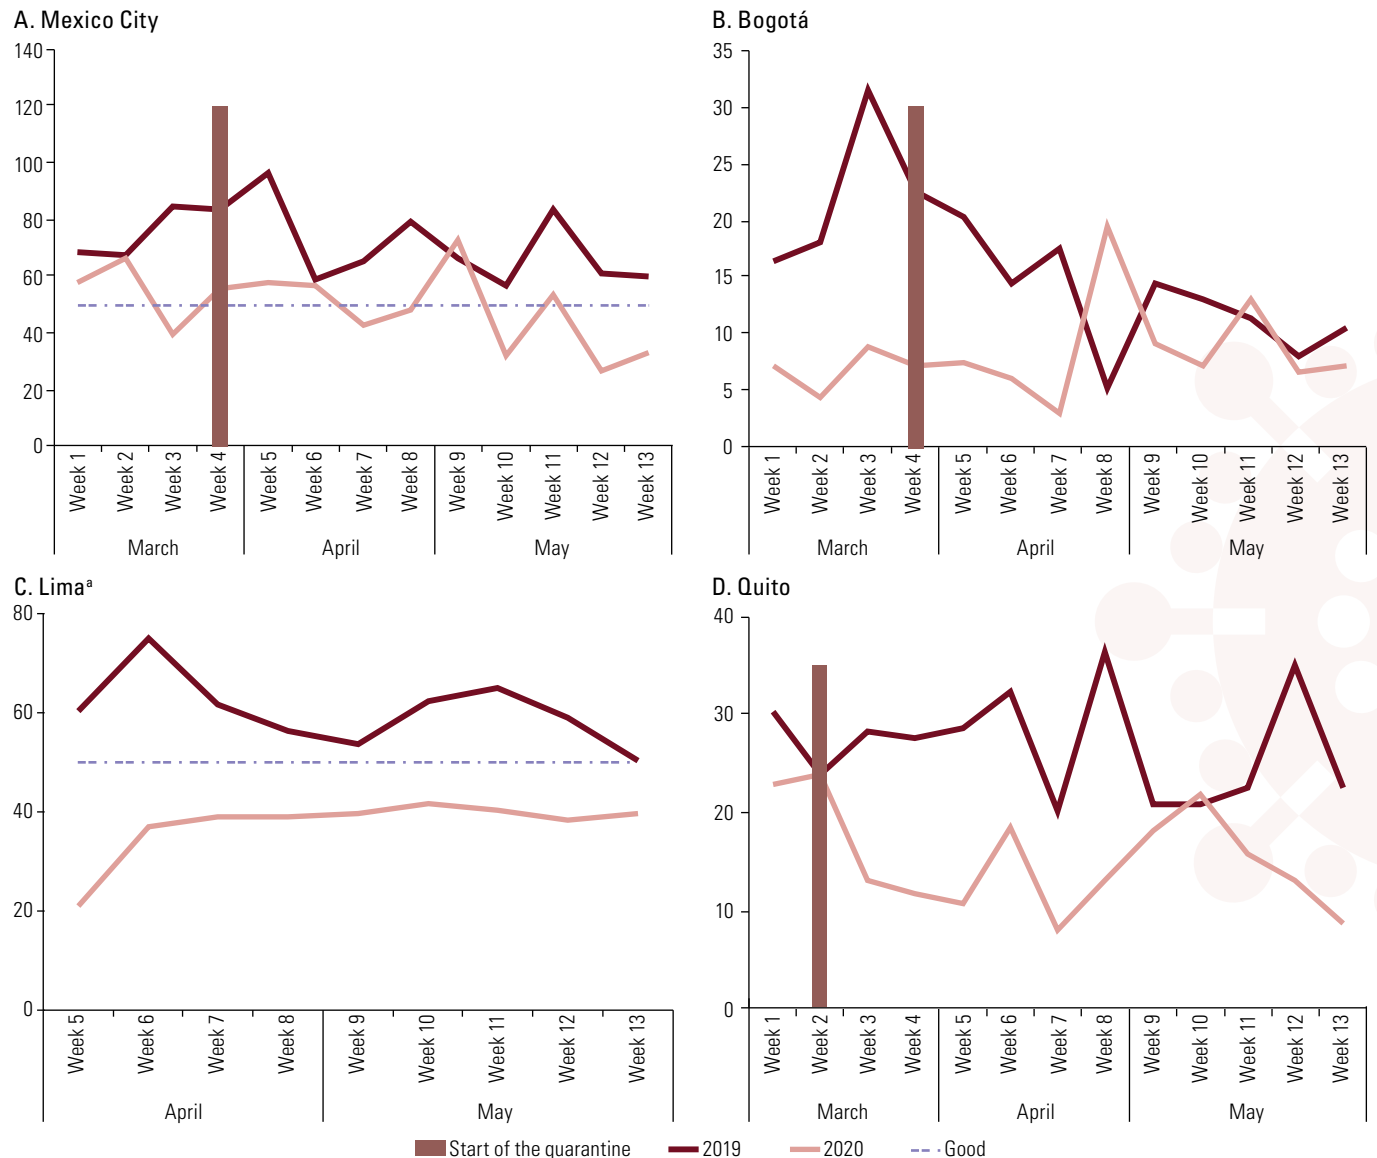 A. Mexico City
140
120
100
80
60
40
20
0
Week 1
Week 2
Week 3
Week 4
Week 5
Week 6
Week 7
Week 8
Week 9
Week 10
Week 11
Week 12
Week 13
March
April
May
B. Bogotá
35
30
25
20
15
10
5
0
Week 1
Week 2
Week 3
Week 4
Week 5
Week 6
Week 7
Week 8
Week 9
Week 10
Week 11
Week 12
Week 13
March
April
May
C. Limaª
80
60
40
20
0
Week 5
Week 6
Week 7
Week 8
Week 9
Week 10
Week 11
Week 12
Week 13
April
May
D. Quito
40
30
20
10
0
Week 1
Week 2
Week 3
Week 4
Week 5
Week 6
Week 7
Week 8
Week 9
Week 10
Week 11
Week 12
Week 13
March
April
May
Start of the quarantine
2019
2020
Good